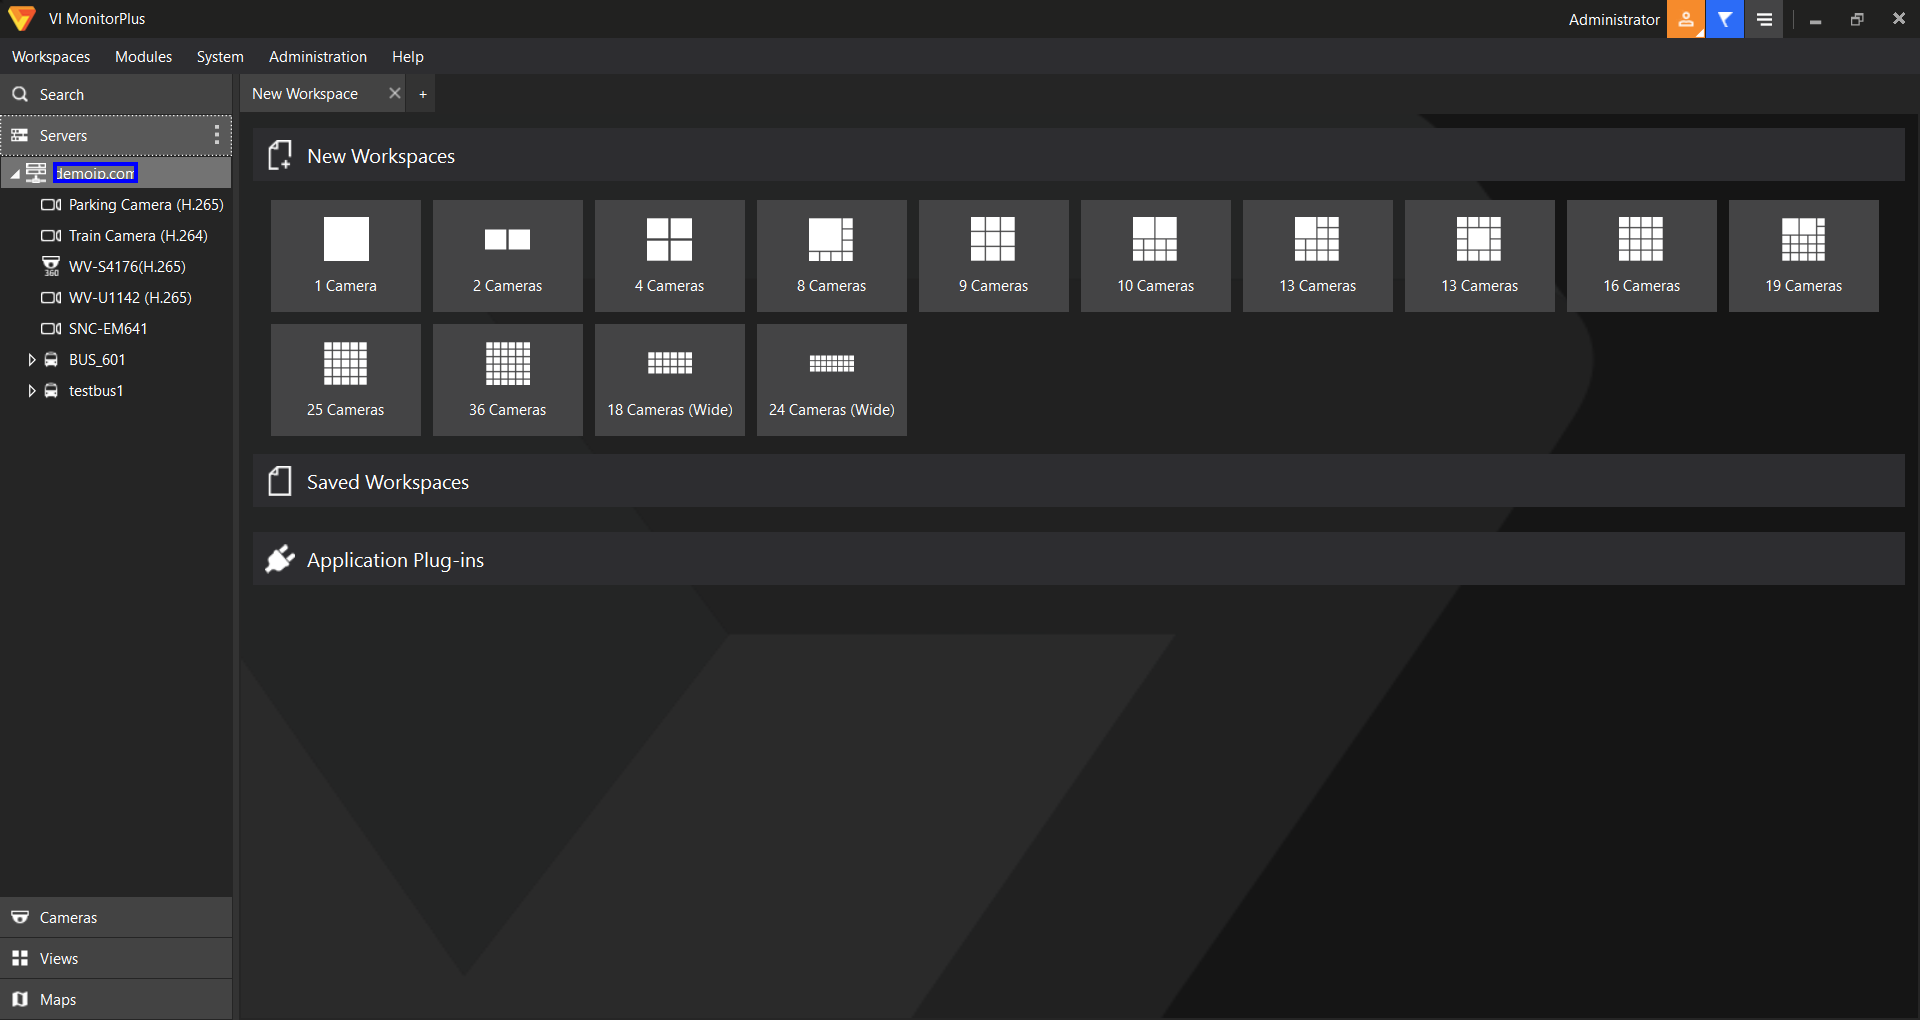 VI MonitorPlus
Administrator
Workspaces Modules System Administration Help
Search
New Workspace +
Servers
demoip.com
Parking Camera (H.265)
Train Camera (H.264)
360
WV-S4176(H.265)
WV-U1142 (H.265)
SNC-EM641
BUS_601
testbus1
New Workspaces
1 Camera
2 Cameras
4 Cameras
8 Cameras
9 Cameras
10 Cameras
13 Cameras
13 Cameras
16 Cameras
19 Cameras
25 Cameras
36 Cameras
18 Cameras (Wide)
24 Cameras (Wide)
Saved Workspaces
Application Plug-ins
Cameras
Views
Maps